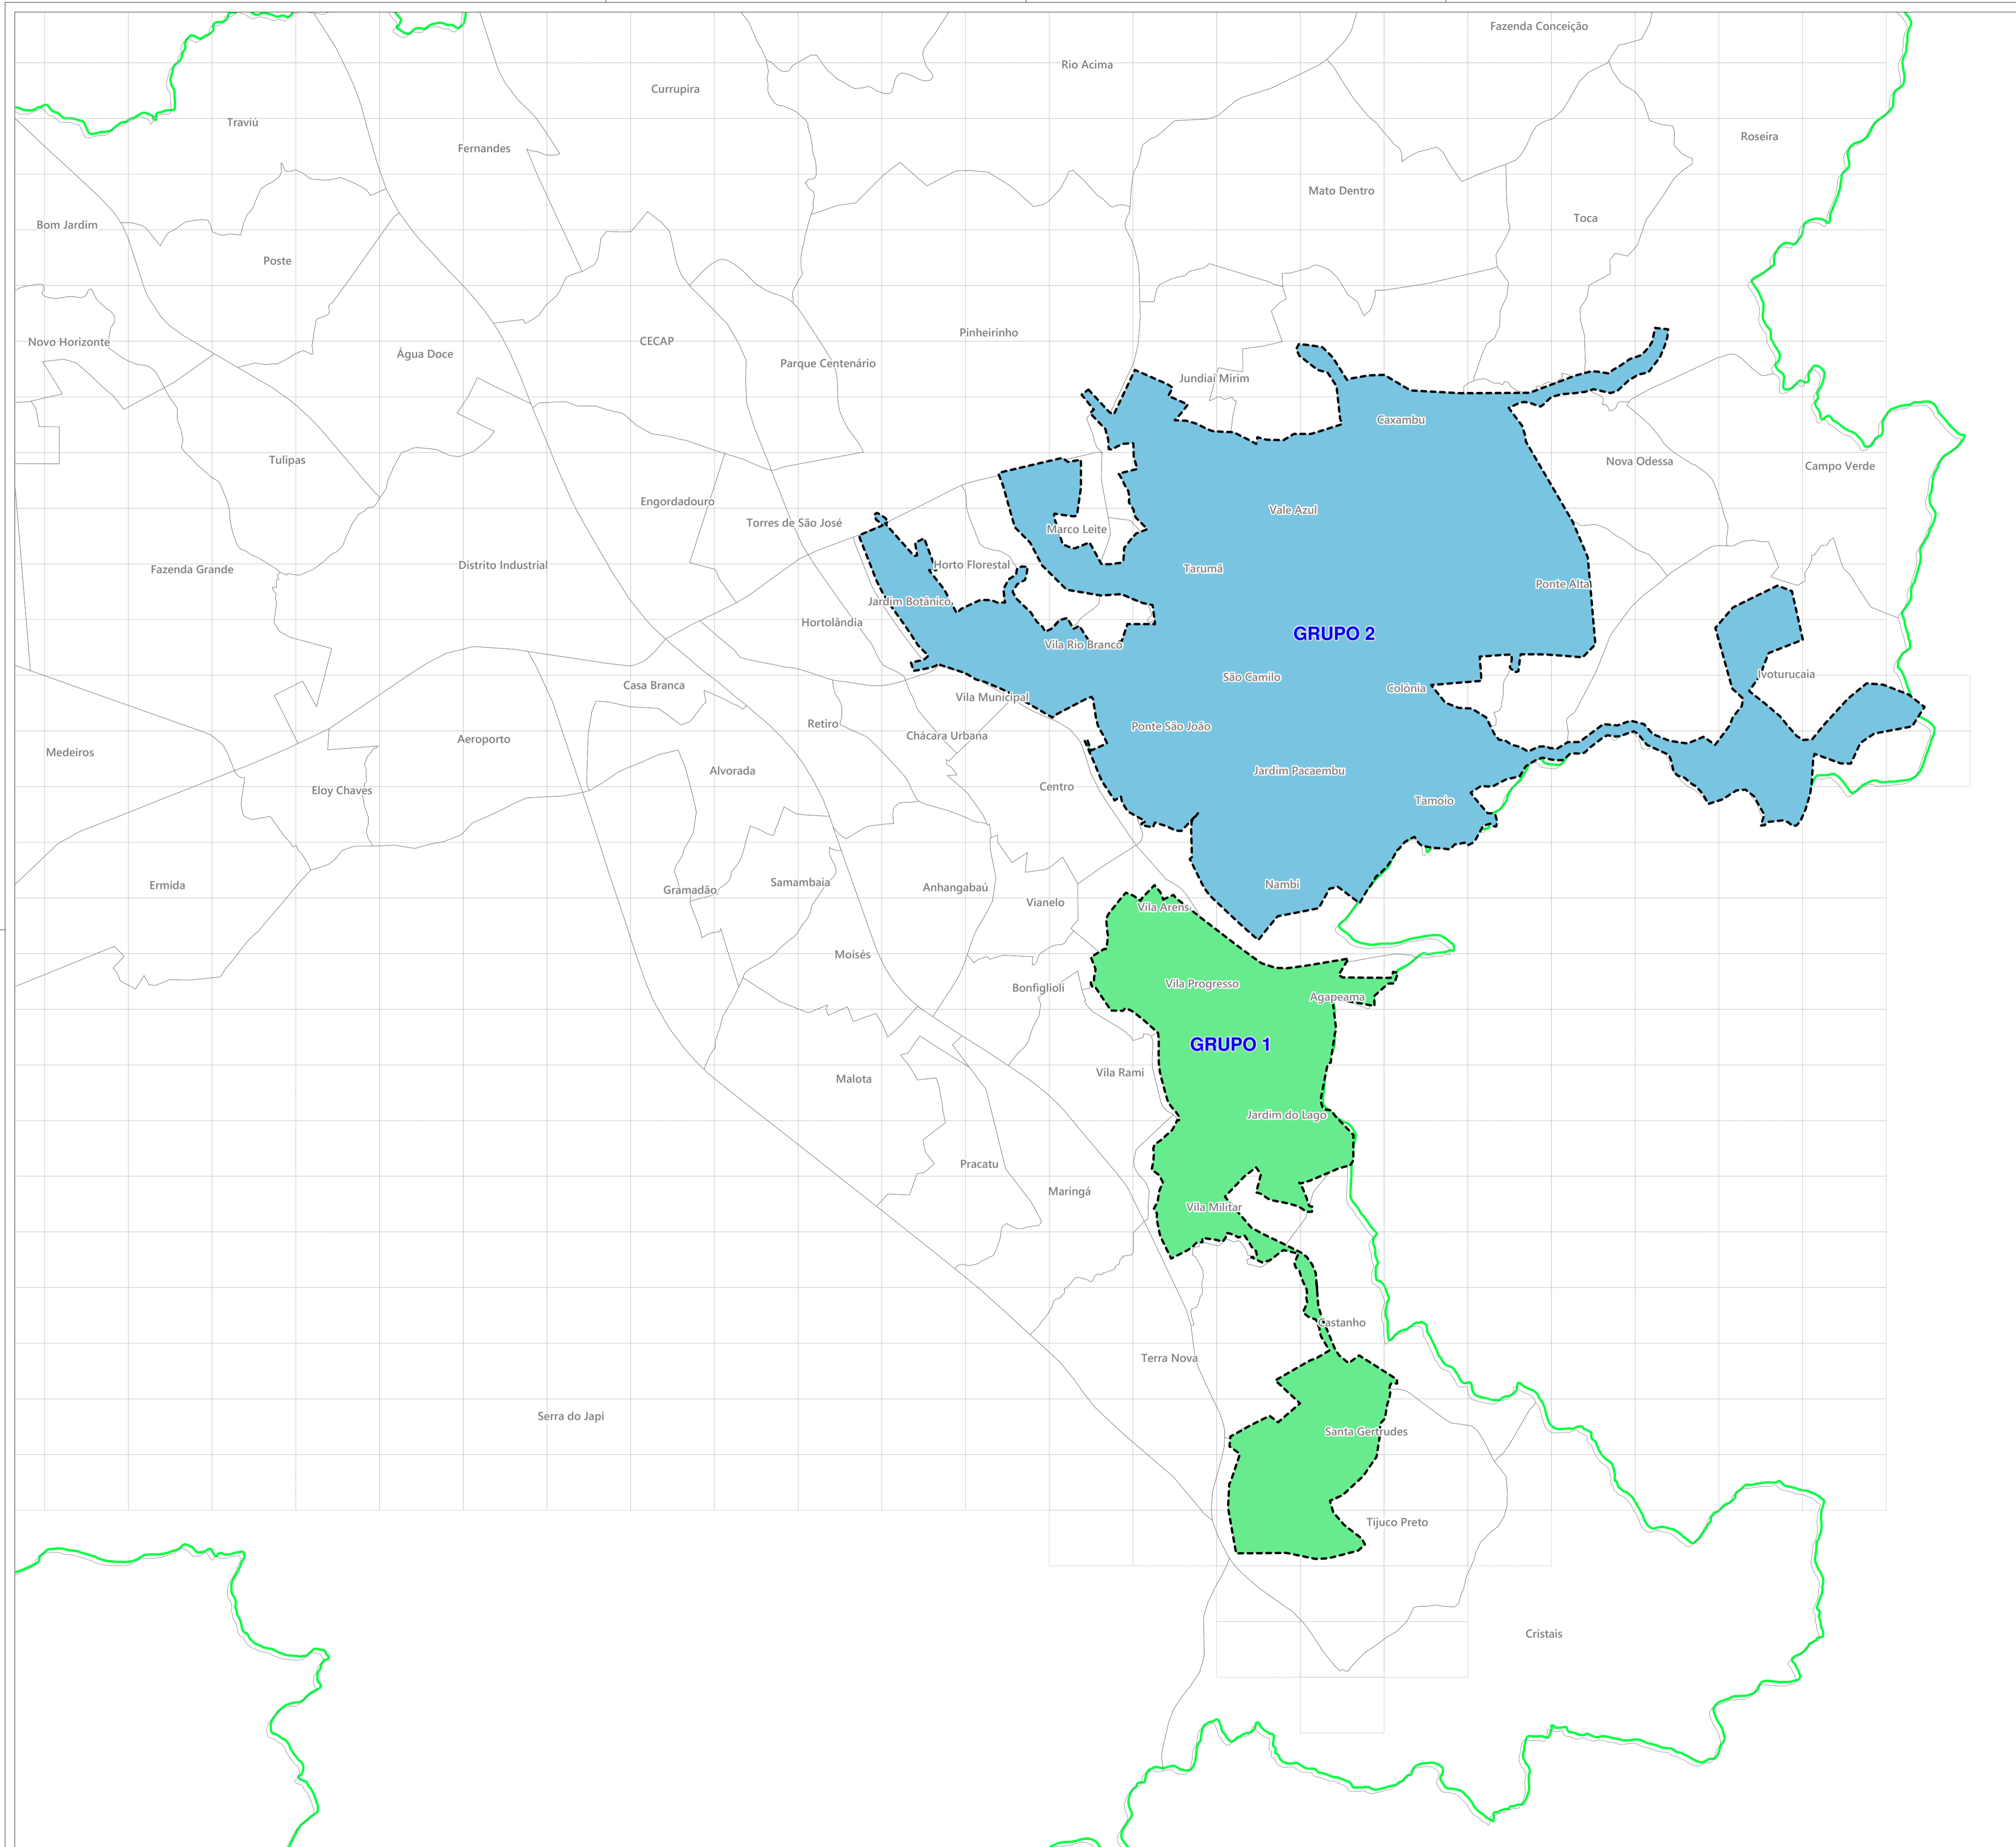 Fazenda Conceição
Rio Acima
Currupira
Traviú
Roseira
Fernandes
Mato Dentro
Toca
Bom Jardim
Poste
Pinheirinho
Novo Horizonte
CECAP
Água Doce
Parque Centenário
Jundiaí Mirim
Caxambu
Tulipas
Nova Odessa
Campo Verde
Engordadouro
Vale Azul
Torres de São José
Marco Leite
Fazenda Grande
Distrito Industrial
Horto Florestal
Tarumã
Ponte Alta
Jardim Botânico
Hortolândia
GRUPO 2
Vila Rio Branco
Ivoturucaia
São Camilo
Casa Branca
Colônia
Vila Municipal
Retiro
Ponte São João
Chácara Urbana
Aeroporto
Medeiros
Alvorada
Jardim Pacaembu
Centro
Eloy Chaves
Tamoio
Ermida
Samambaia
Nambi
Gramadão
Anhangabaú
Vianelo
Vila Arens
Moisés
Vila Progresso
Bonfiglioli
Agapeama
GRUPO 1
Vila Rami
Malota
Jardim do Lago
Pracatu
Maringá
Vila Militar
Castanho
Terra Nova
Serra do Japi
Santa Gertrudes
Tijuco Preto
Cristais